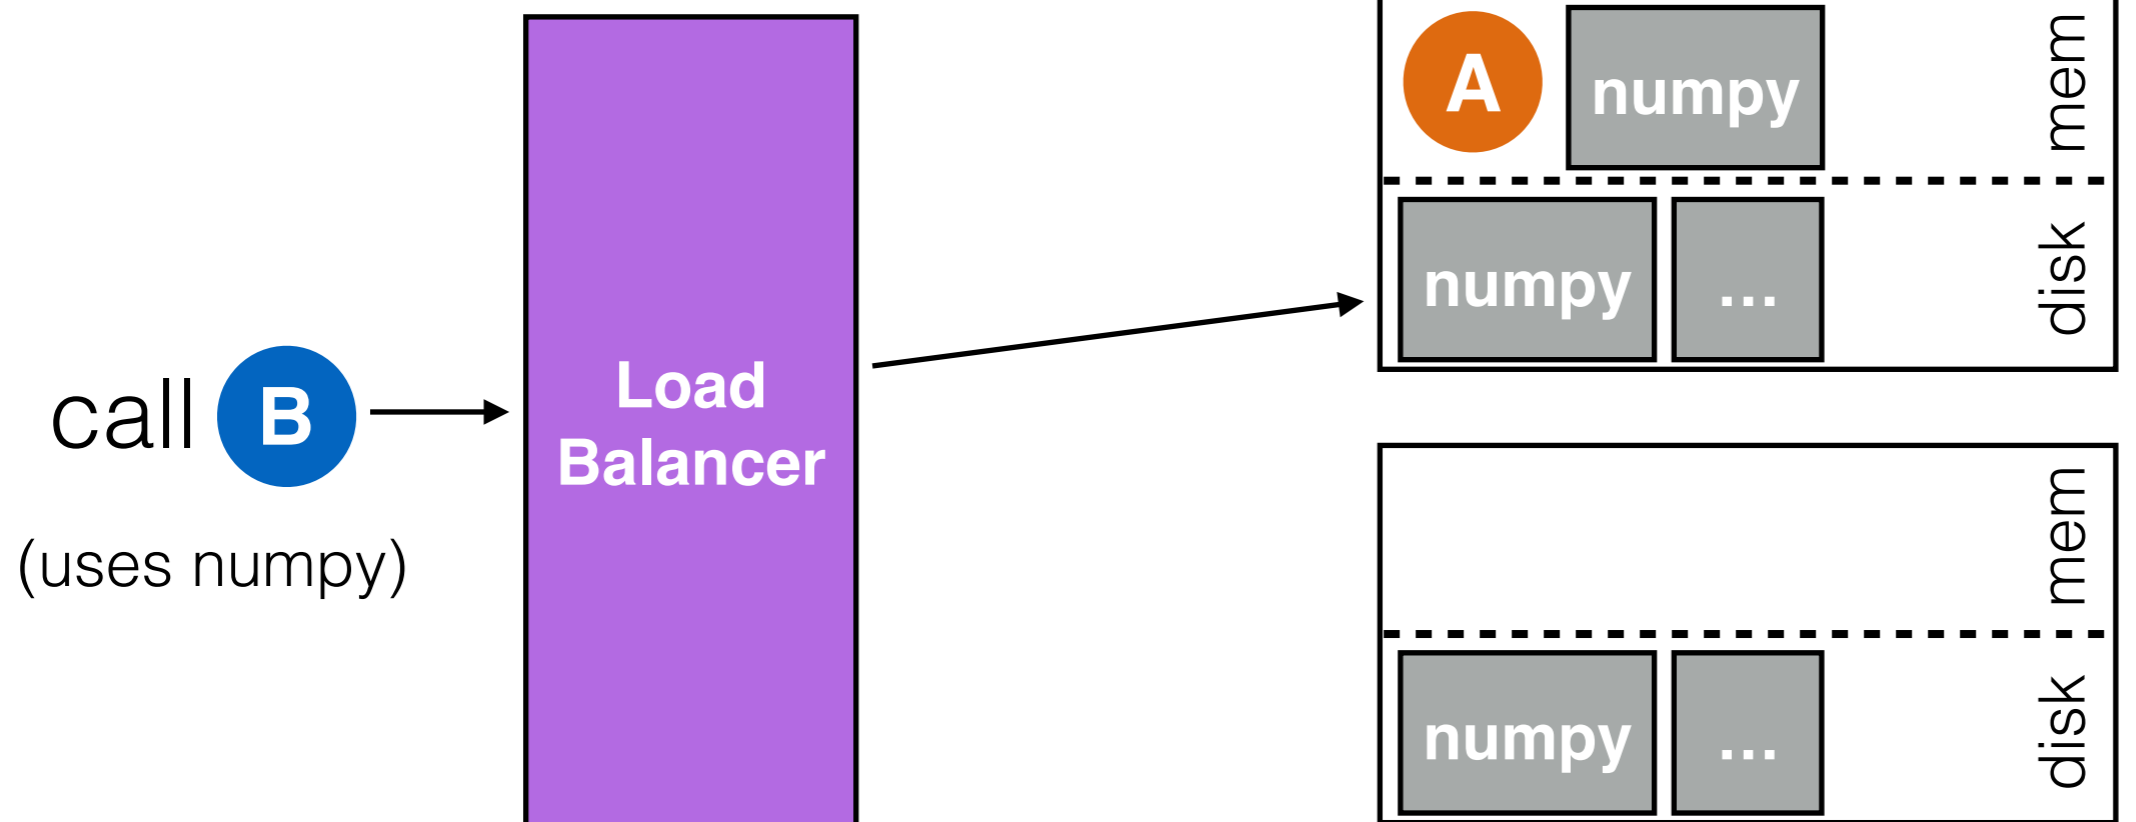 call B
(uses numpy)
Load
Balancer
A
numpy
mem
numpy
...
disk
mem
numpy
...
disk